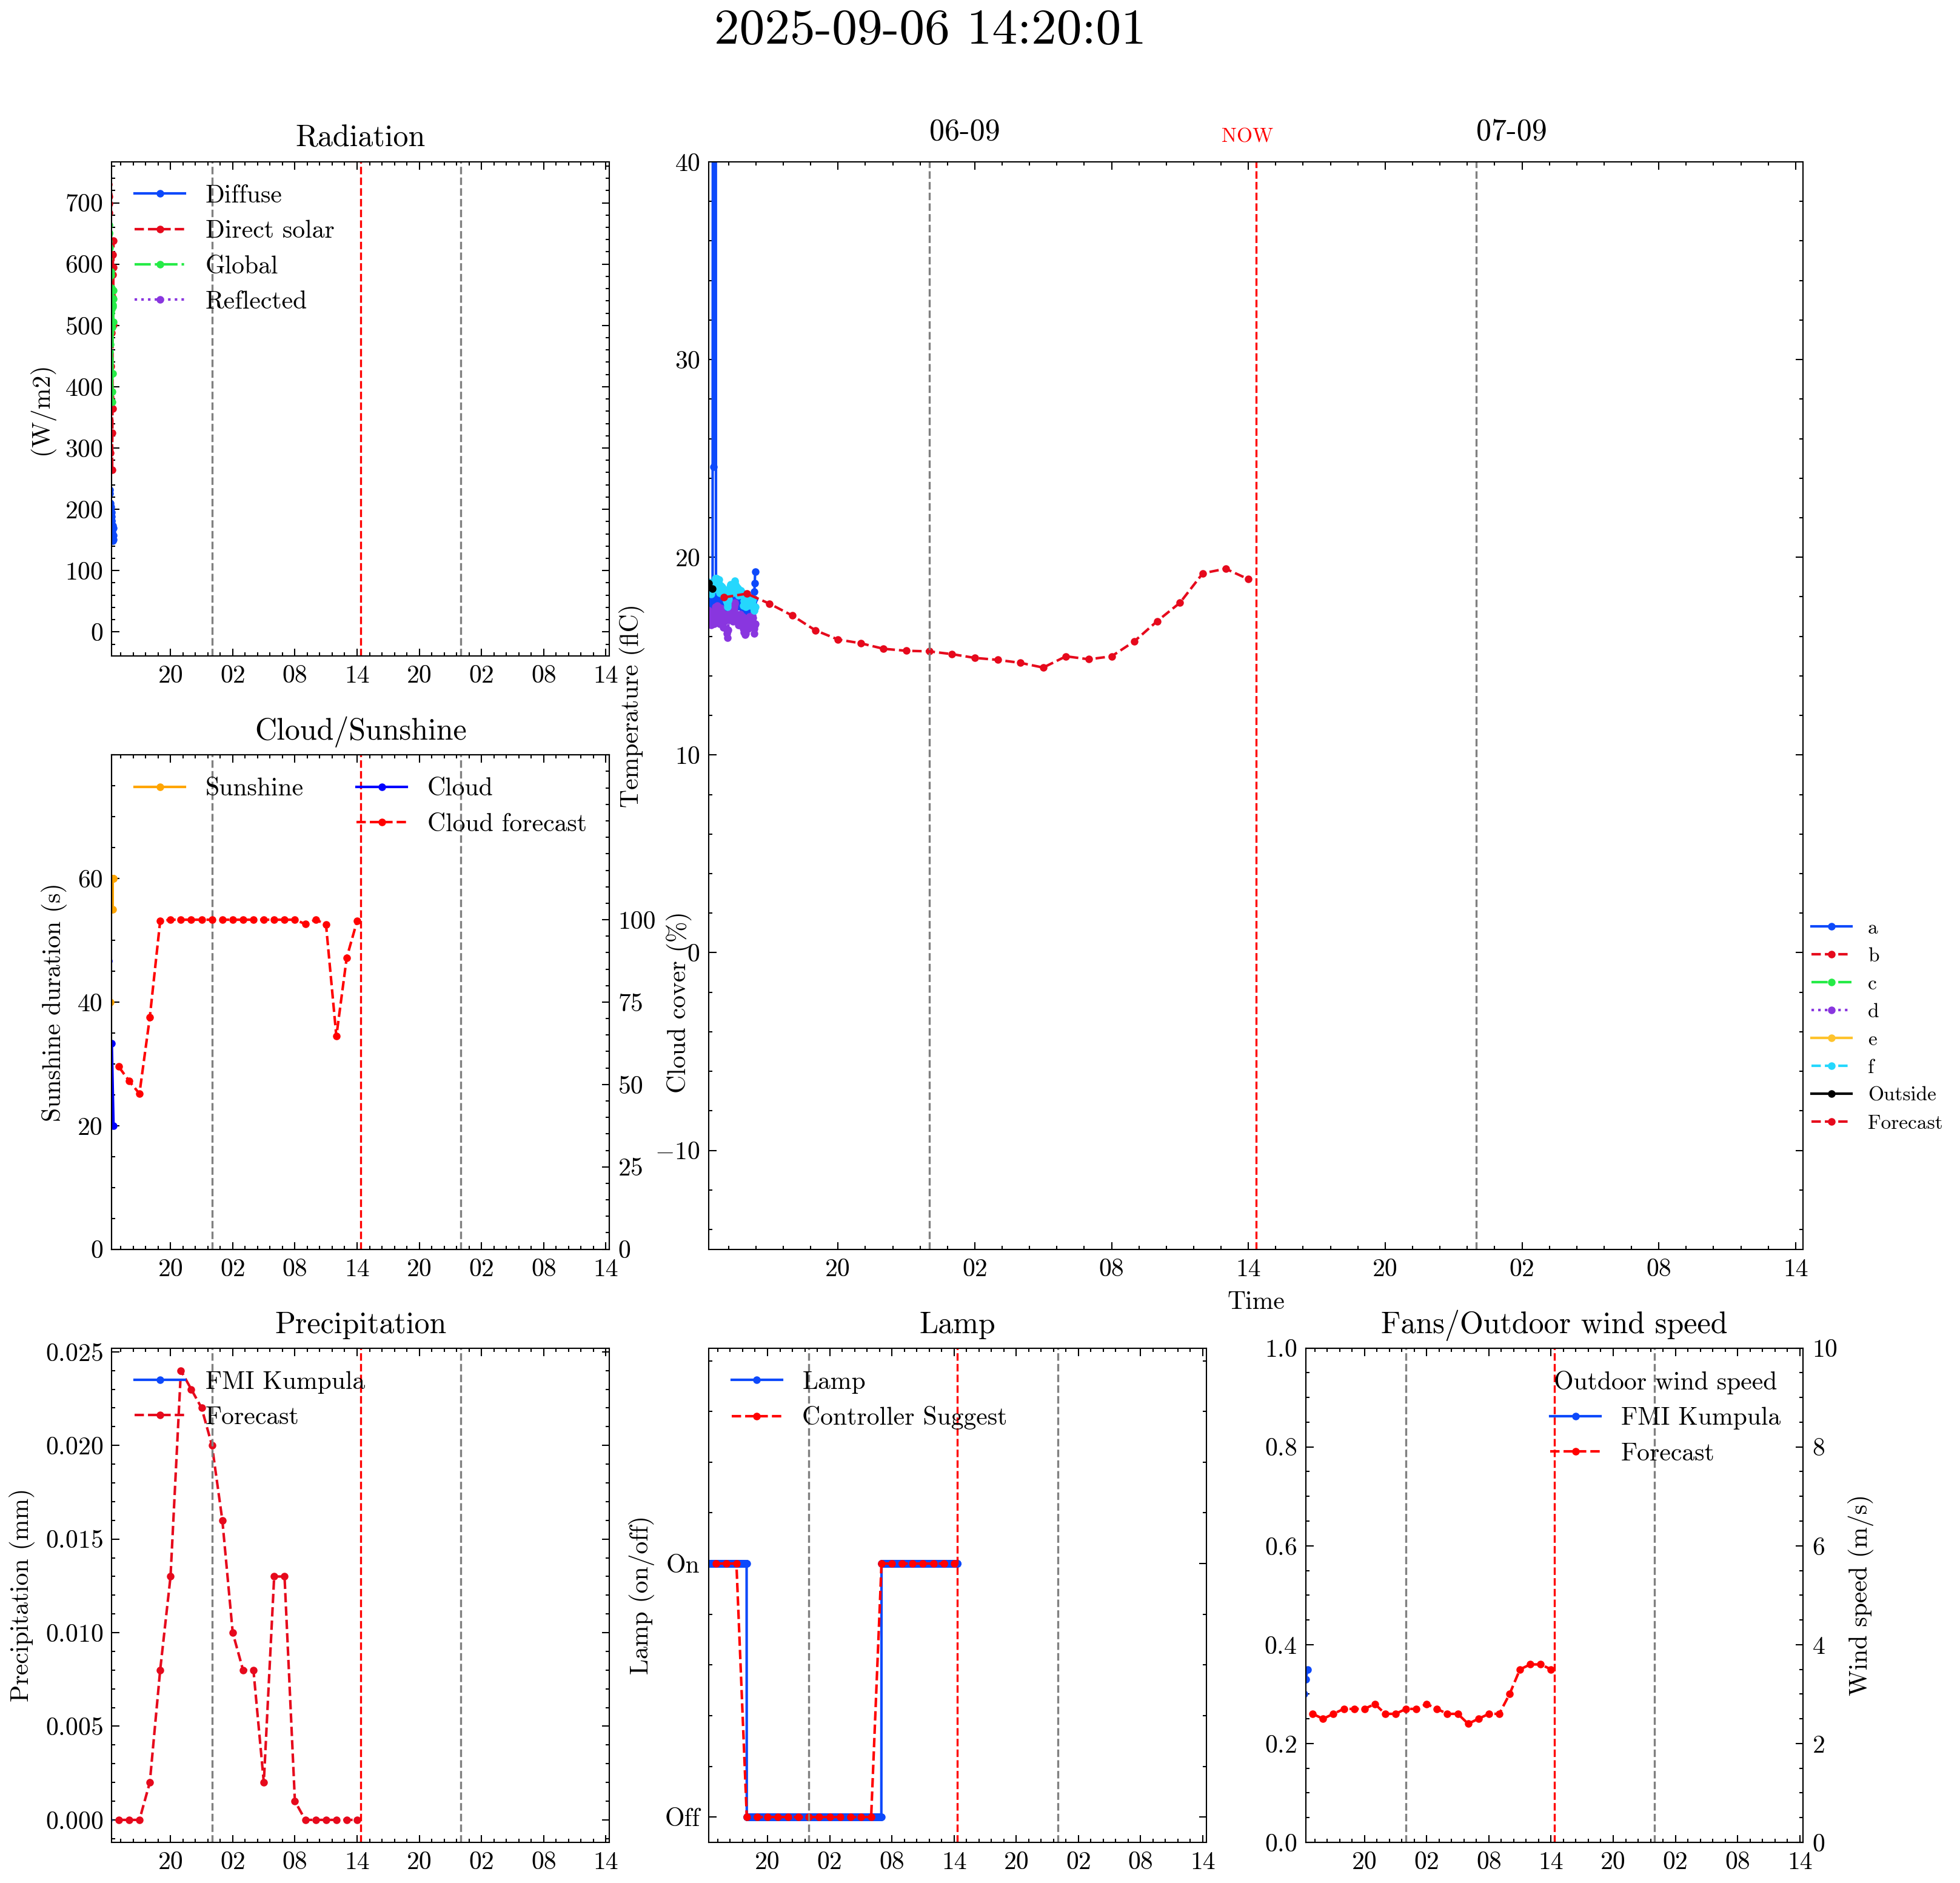 2025-09-06 14:20:01
Radiation
(W/m2)
700
600
500
400
300
200
100
0
Diffuse
Direct solar
Global
Reflected
20 02 08 14 20 02 08 14
06-09 NOW 07-09
Temperature (flC)
40
30
20
10
0
−10
20 02 08 14 20 02 08 14
Time
a
b
c
d
e
f
Outside
Forecast
Cloud/Sunshine
Sunshine duration (s)
60
40
20
0
Sunshine
Cloud
Cloud forecast
100
75
50
25
0
Cloud cover (%)
20 02 08 14 20 02 08 14
Precipitation
Precipitation (mm)
0.025
0.020
0.015
0.010
0.005
0.000
FMI Kumpula
Forecast
20 02 08 14 20 02 08 14
Lamp
Lamp (on/off)
On
Off
Lamp
Controller Suggest
20 02 08 14 20 02 08 14
Fans/Outdoor wind speed
1.0
0.8
0.6
0.4
0.2
0.0
Outdoor wind speed
FMI Kumpula
Forecast
10
8
6
4
2
0
Wind speed (m/s)
20 02 08 14 20 02 08 14